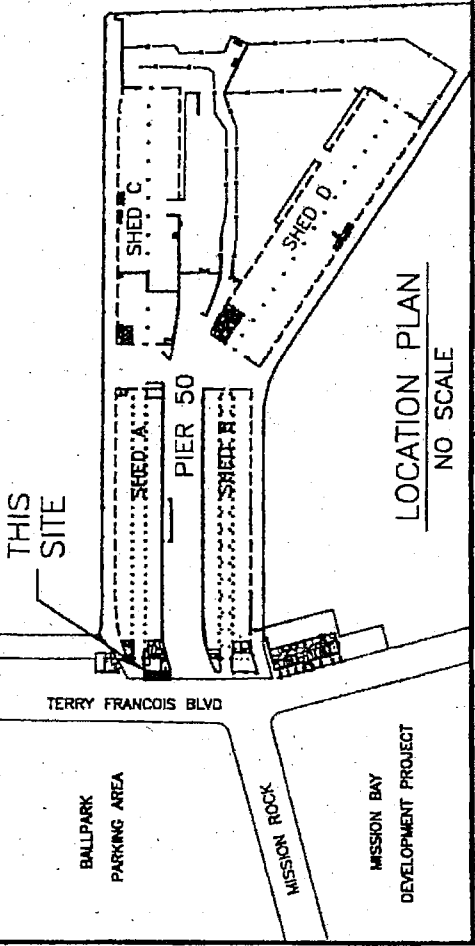 THIS
SITE
SHED C
SHED A
PIER 50
SHED B
SHED D
TERRY FRANCOIS BLVD
BALLPARK
PARKING AREA
MISSION ROCK
MISSION BAY
DEVELOPMENT PROJECT
LOCATION PLAN
NO SCALE